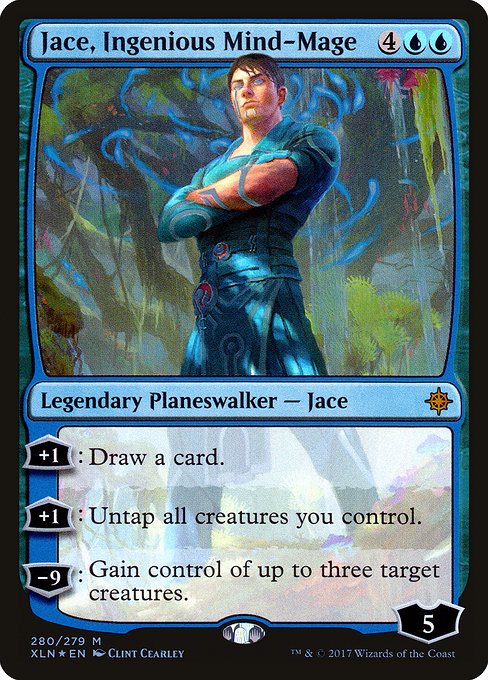 Jace, Ingenious Mind-Mage 4
Legendary Planeswalker — Jace
+1: Draw a card.
+1: Untap all creatures you control.
-9: Gain control of up to three target
creatures.
5
280/279 M
XLN★EN Clint Cearley
™ & © 2017 Wizards of the Coast